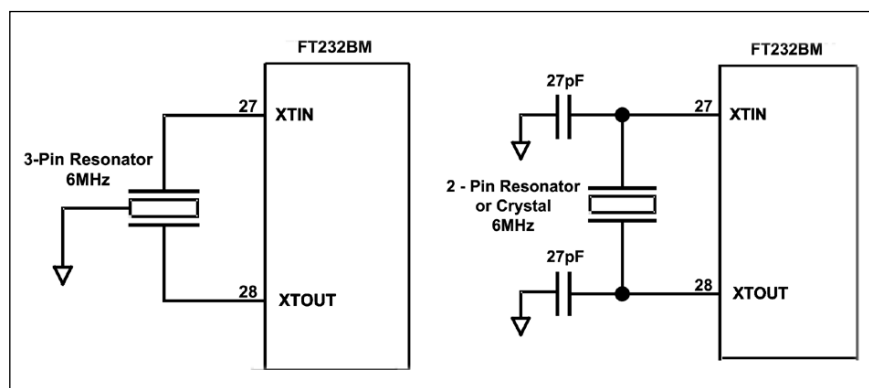 FT232BM
27
XTIN
3-Pin Resonator
6MHz
28
XTOUT
FT232BM
27pF
27
XTIN
2 - Pin Resonator
or Crystal
6MHz
27pF
28
XTOUT